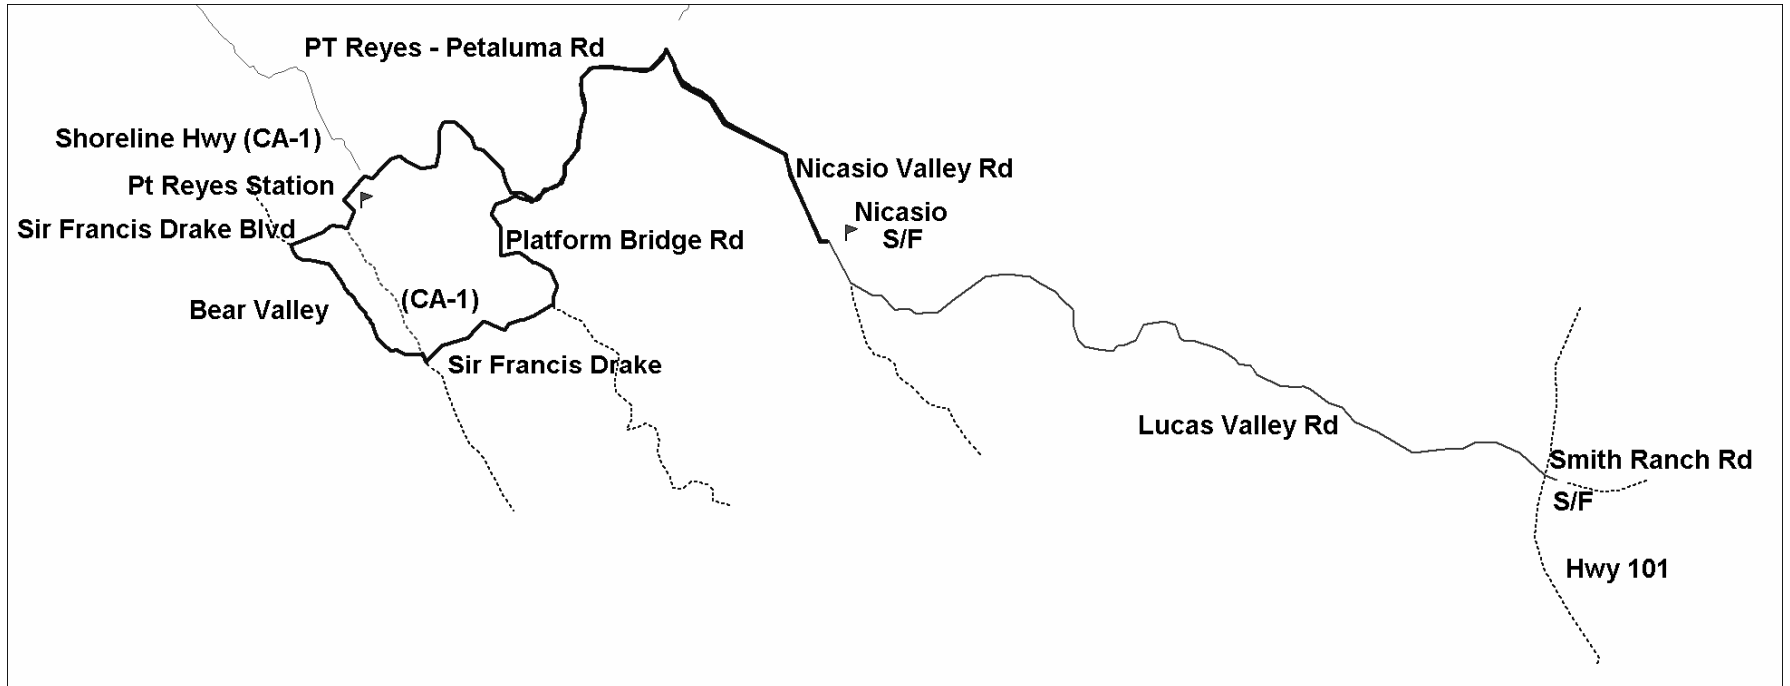 PT Reyes - Petaluma Rd
Shoreline Hwy (CA-1)
Nicasio Valley Rd
Pt Reyes Station
Nicasio
S/F
Sir Francis Drake Blvd
Platform Bridge Rd
(CA-1)
Bear Valley
Sir Francis Drake
Lucas Valley Rd
Smith Ranch Rd
S/F
Hwy 101